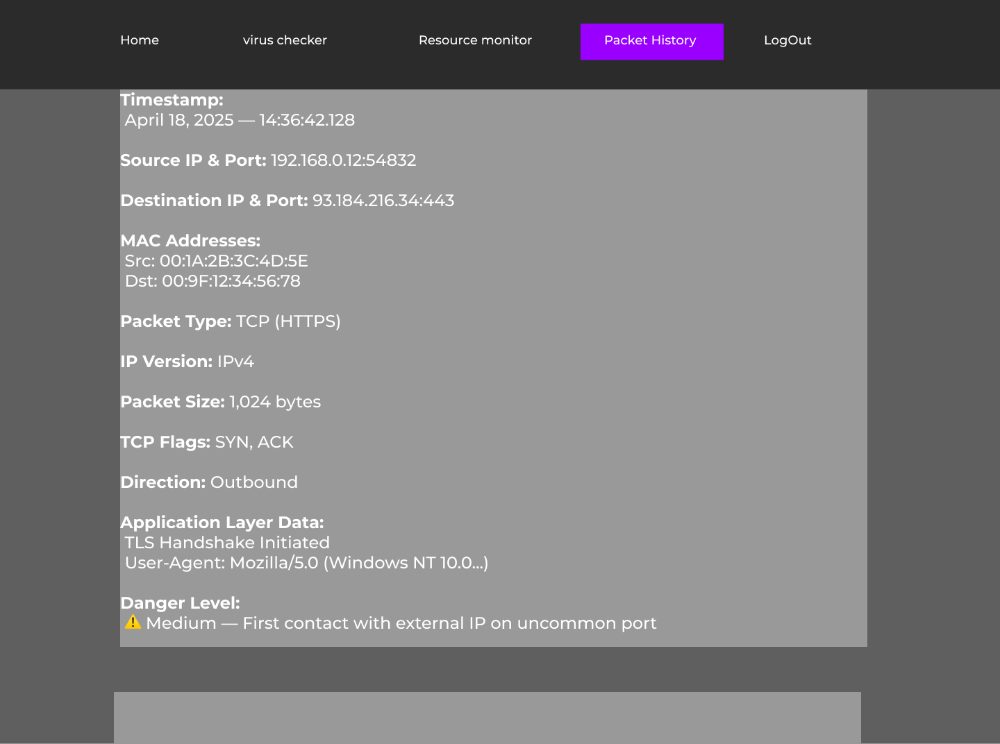 Home
virus checker
Resource monitor
Packet History
LogOut
Timestamp:
April 18, 2025 — 14:36:42.128
Source IP & Port: 192.168.0.12:54832
Destination IP & Port: 93.184.216.34:443
MAC Addresses:
Src: 00:1A:2B:3C:4D:5E
Dst: 00:9F:12:34:56:78
Packet Type: TCP (HTTPS)
IP Version: IPv4
Packet Size: 1,024 bytes
TCP Flags: SYN, ACK
Direction: Outbound
Application Layer Data:
TLS Handshake Initiated
User-Agent: Mozilla/5.0 (Windows NT 10.0...)
Danger Level:
⚠️ Medium — First contact with external IP on uncommon port